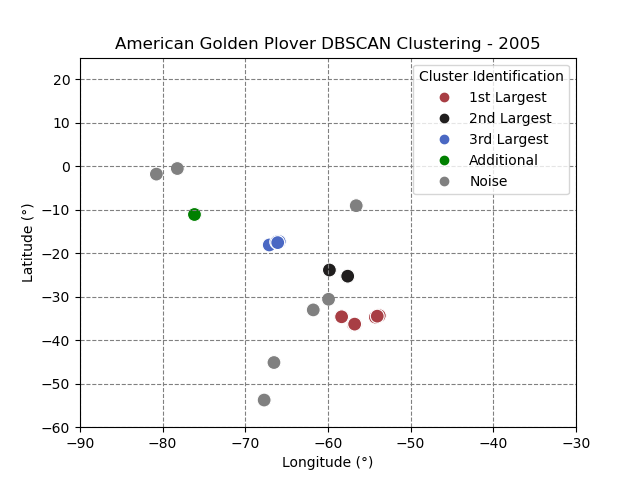 American Golden Plover DBSCAN Clustering - 2005
Cluster Identification
1st Largest
2nd Largest
3rd Largest
Additional
Noise
Latitude (°)
20
10
0
−10
−20
−30
−40
−50
−60
−90
−80
−70
−60
−50
−40
−30
Longitude (°)